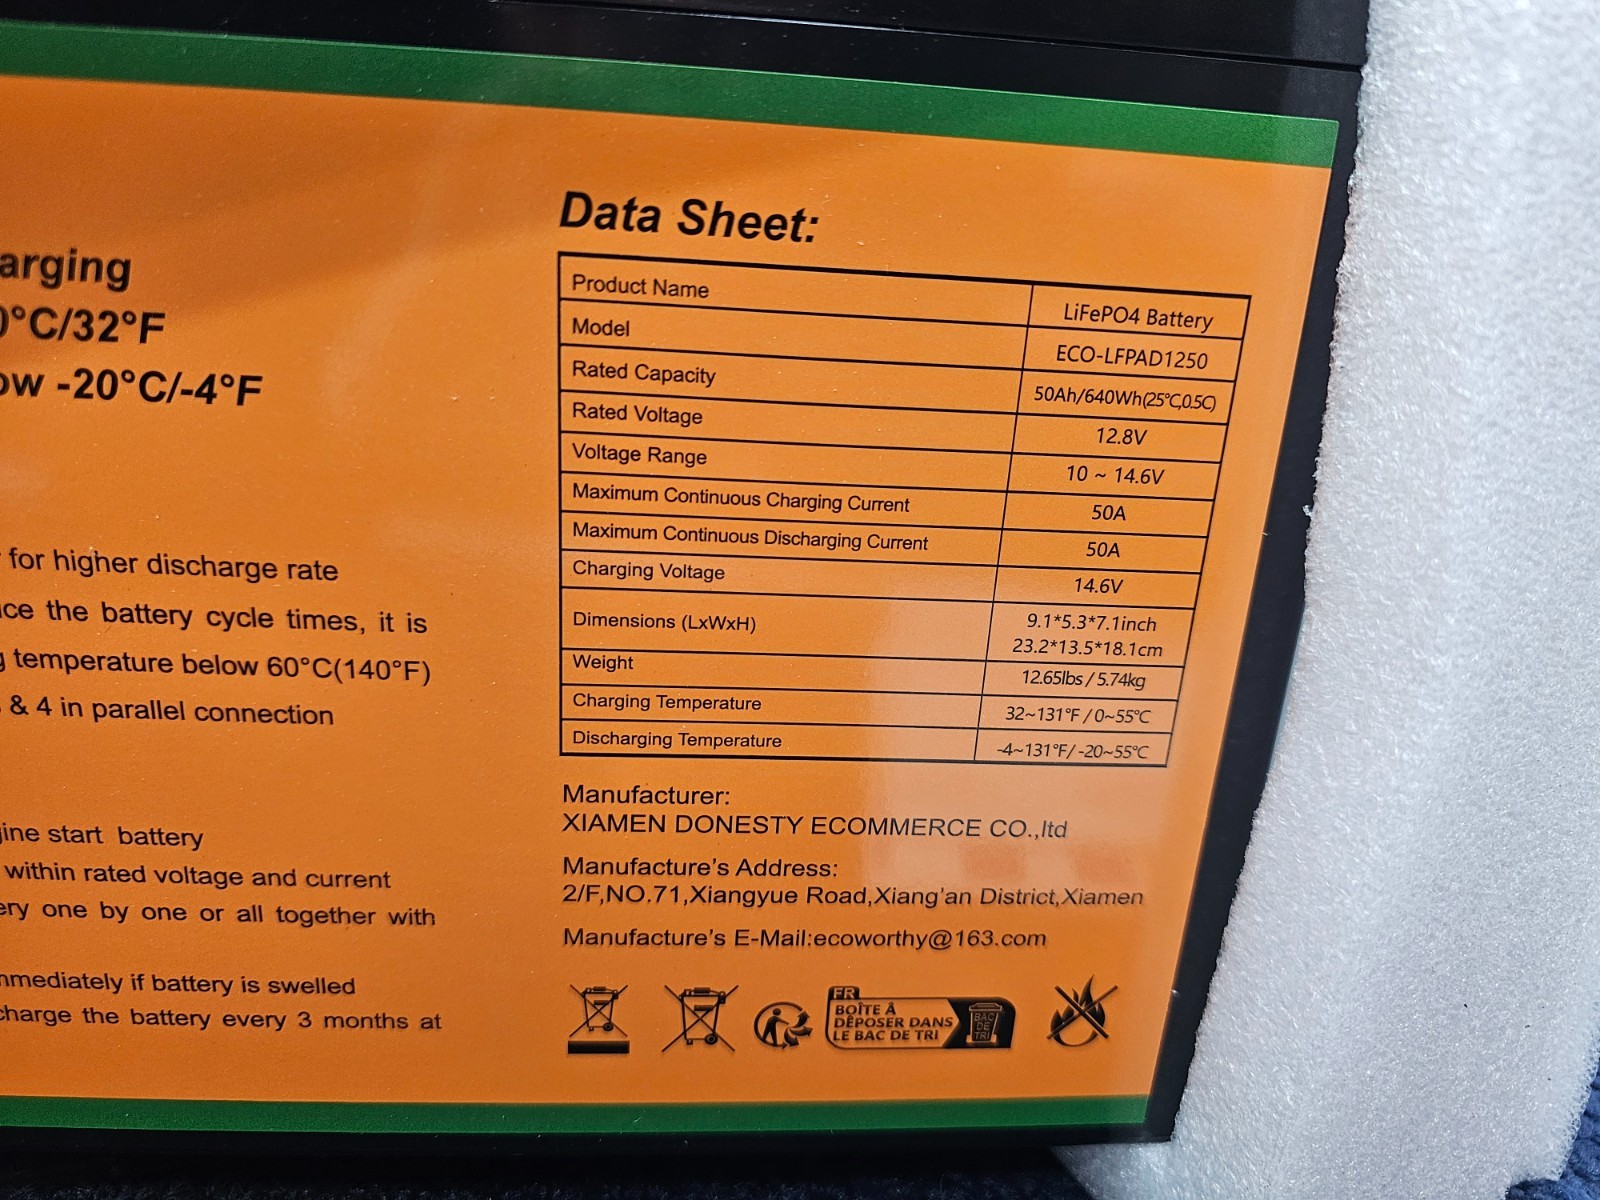 arging
0°C/32°F
ow -20°C/-4°F
for higher discharge rate
ce the battery cycle times, it is
g temperature below 60°C(140°F)
& 4 in parallel connection
ine start battery
within rated voltage and current
ery one by one or all together with
mmediately if battery is swelled
charge the battery every 3 months at
Data Sheet:
Product Name LiFePO4 Battery
Model ECO-LFPAD1250
Rated Capacity 50Ah/640Wh(25°C,0.5C)
Rated Voltage 12.8V
Voltage Range 10 ~ 14.6V
Maximum Continuous Charging Current 50A
Maximum Continuous Discharging Current 50A
Charging Voltage 14.6V
Dimensions (LxWxH) 9.1*5.3*7.1inch
23.2*13.5*18.1cm
Weight 12.65lbs / 5.74kg
Charging Temperature 32~131°F / 0~55°C
Discharging Temperature -4~131°F/ -20~55°C
Manufacturer:
XIAMEN DONESTY ECOMMERCE CO.,ltd
Manufacture's Address:
2/F,NO.71,Xiangyue Road,Xiang'an District,Xiamen
Manufacture's E-Mail:ecoworthy@163.com
FR
BOÎTE À
DÉPOSER DANS
LE BAC DE TRI
BAC
DE
TRI